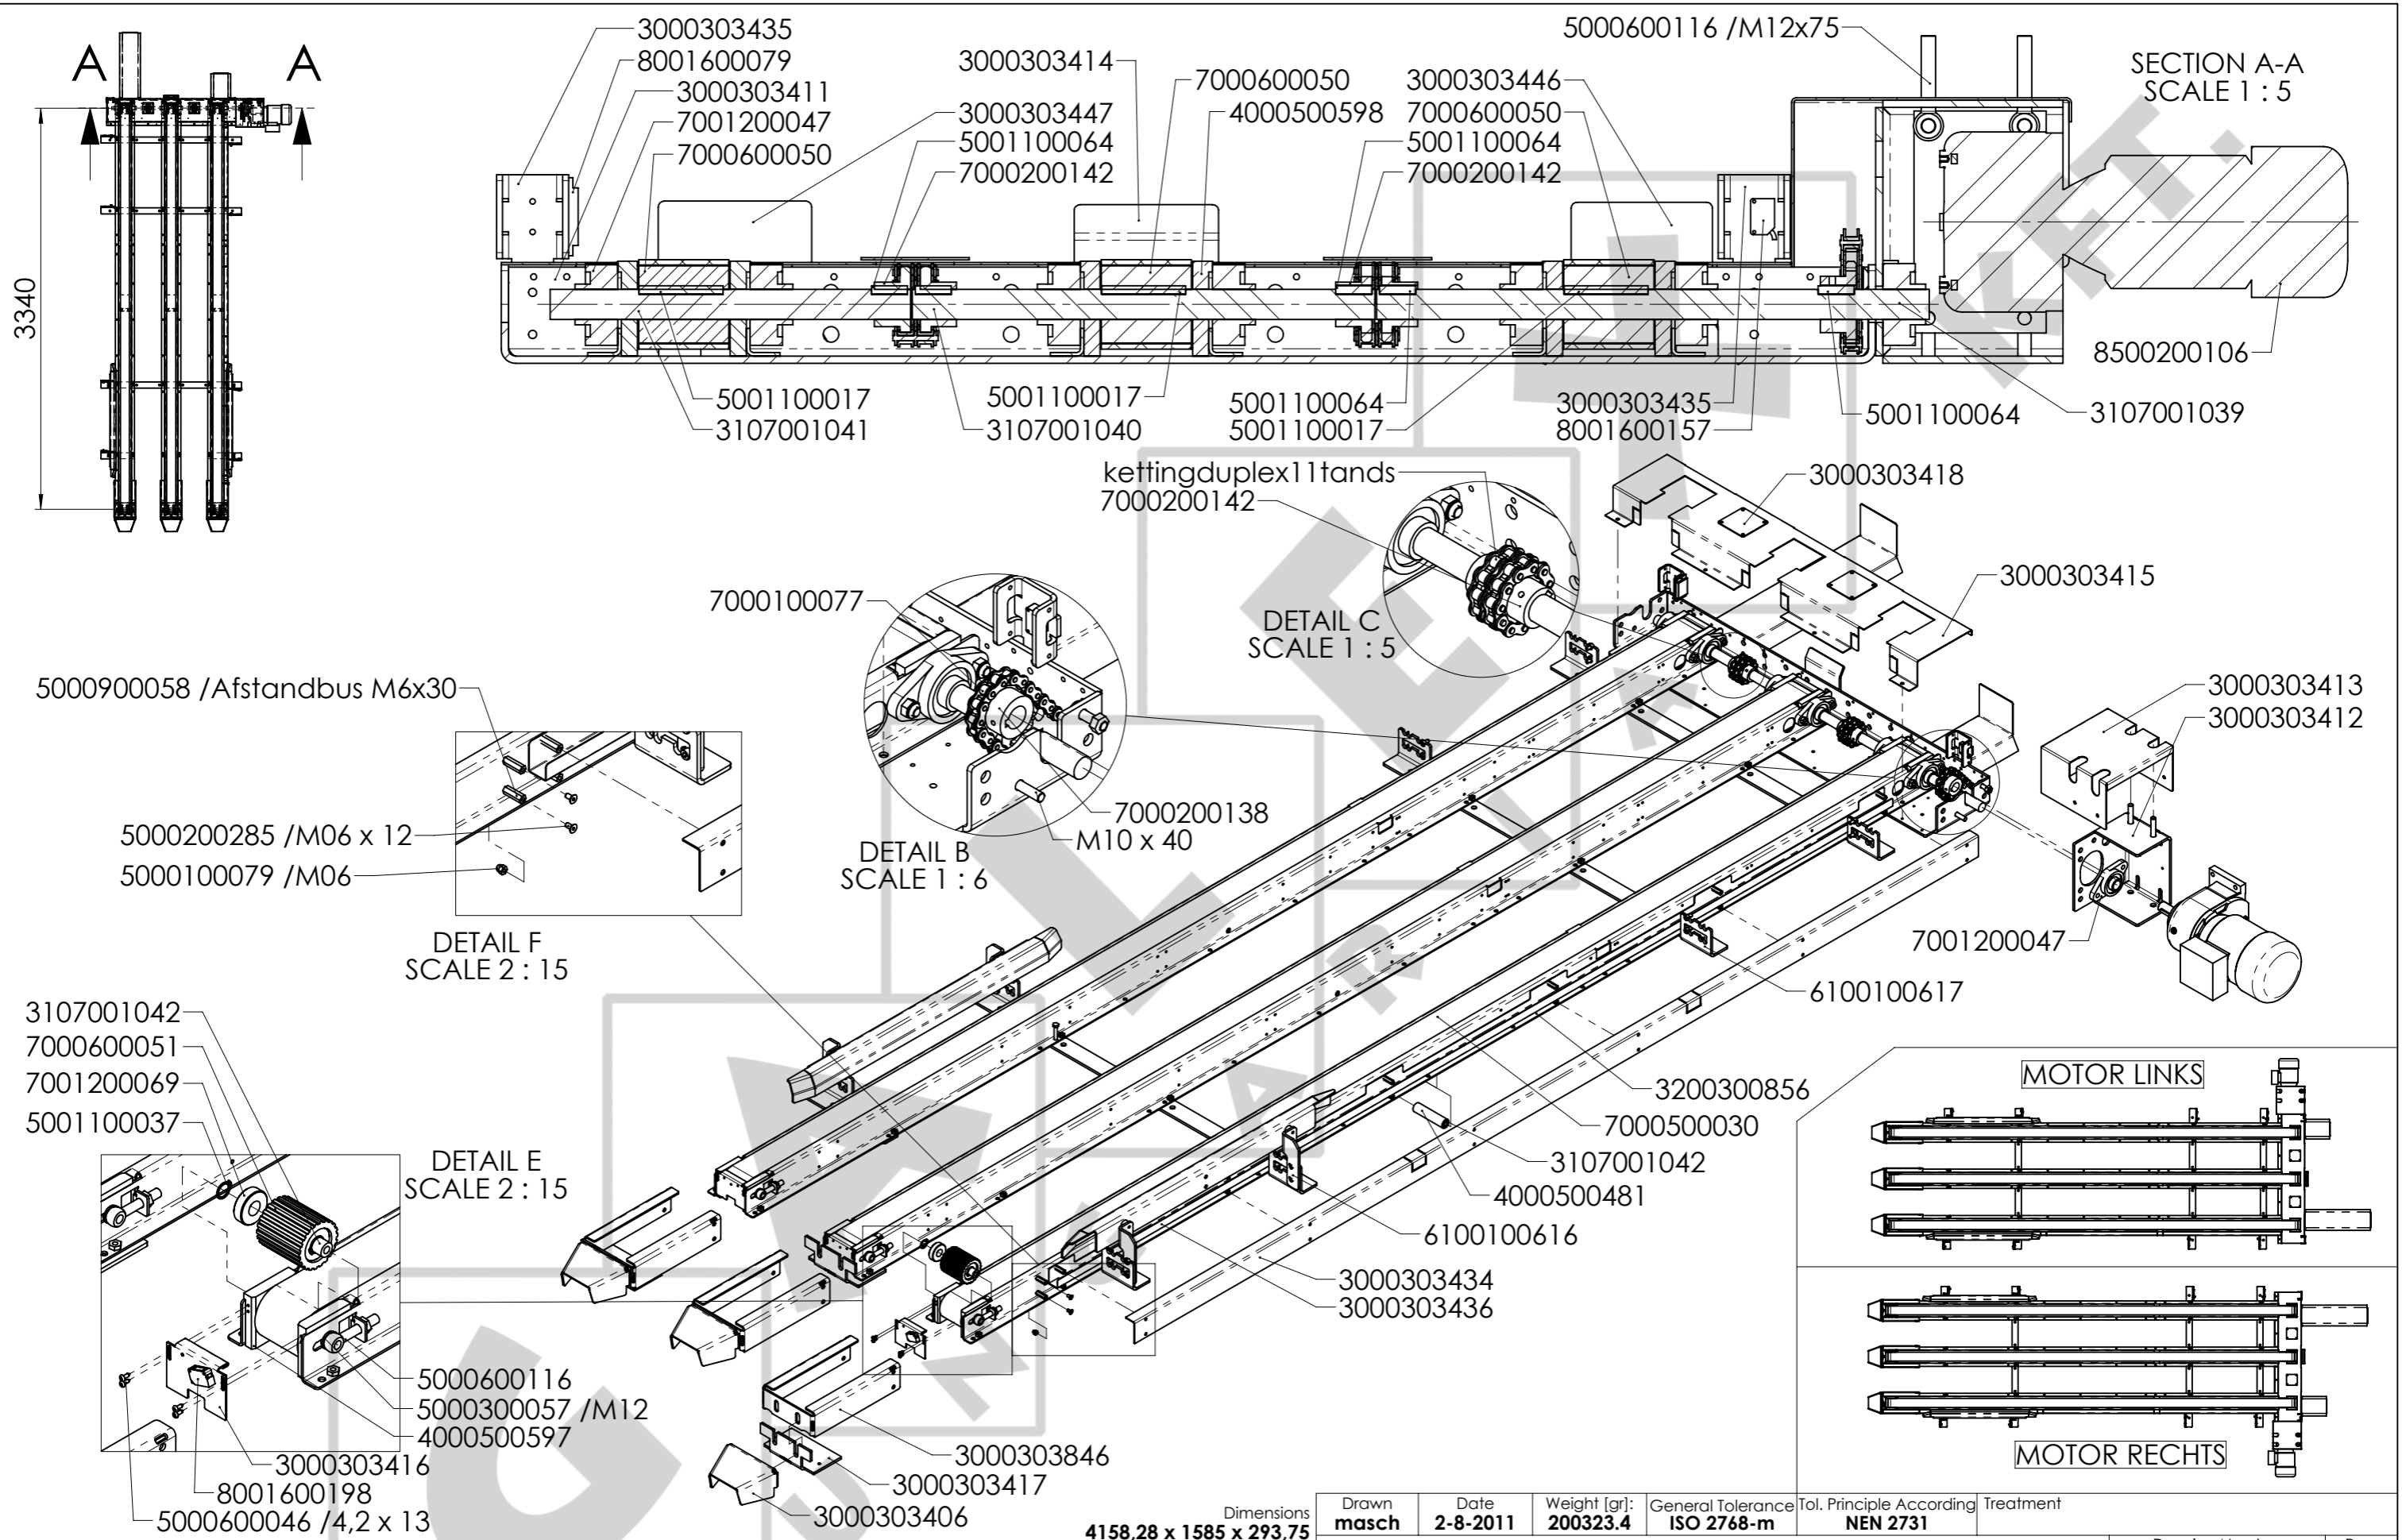 A A
3340
3000303435
8001600079
3000303411
7001200047
7000600050
3000303447
5001100064
7000200142
3000303414
7000600050
4000500598
3000303446
7000600050
5001100064
7000200142
5000600116 /M12x75
SECTION A-A
SCALE 1 : 5
8500200106
3107001039
5001100017
3107001041
5001100017
3107001040
5001100064
5001100017
3000303435
8001600157
5001100064
kettingduplex11tands
7000200142
DETAIL C
SCALE 1 : 5
3000303418
3000303415
7000100077
7000200138
M10 x 40
DETAIL B
SCALE 1 : 6
3000303413
3000303412
7001200047
5000900058 /Afstandbus M6x30
5000200285 /M06 x 12
5000100079 /M06
DETAIL F
SCALE 2 : 15
6100100617
3200300856
7000500030
3107001042
4000500481
6100100616
3000303434
3000303436
3107001042
7000600051
7001200069
5001100037
DETAIL E
SCALE 2 : 15
5000600116
5000300057 /M12
4000500597
3000303416
8001600198
5000600046 /4,2 x 13
3000303846
3000303417
3000303406
MOTOR LINKS
MOTOR RECHTS
Dimensions
4158,28 x 1585 x 293,75
Drawn
masch
Date
2-8-2011
Weight [gr]:
200323.4
General Tolerance
ISO 2768-m
Tol. Principle According
NEN 2731
Treatment
KFT.